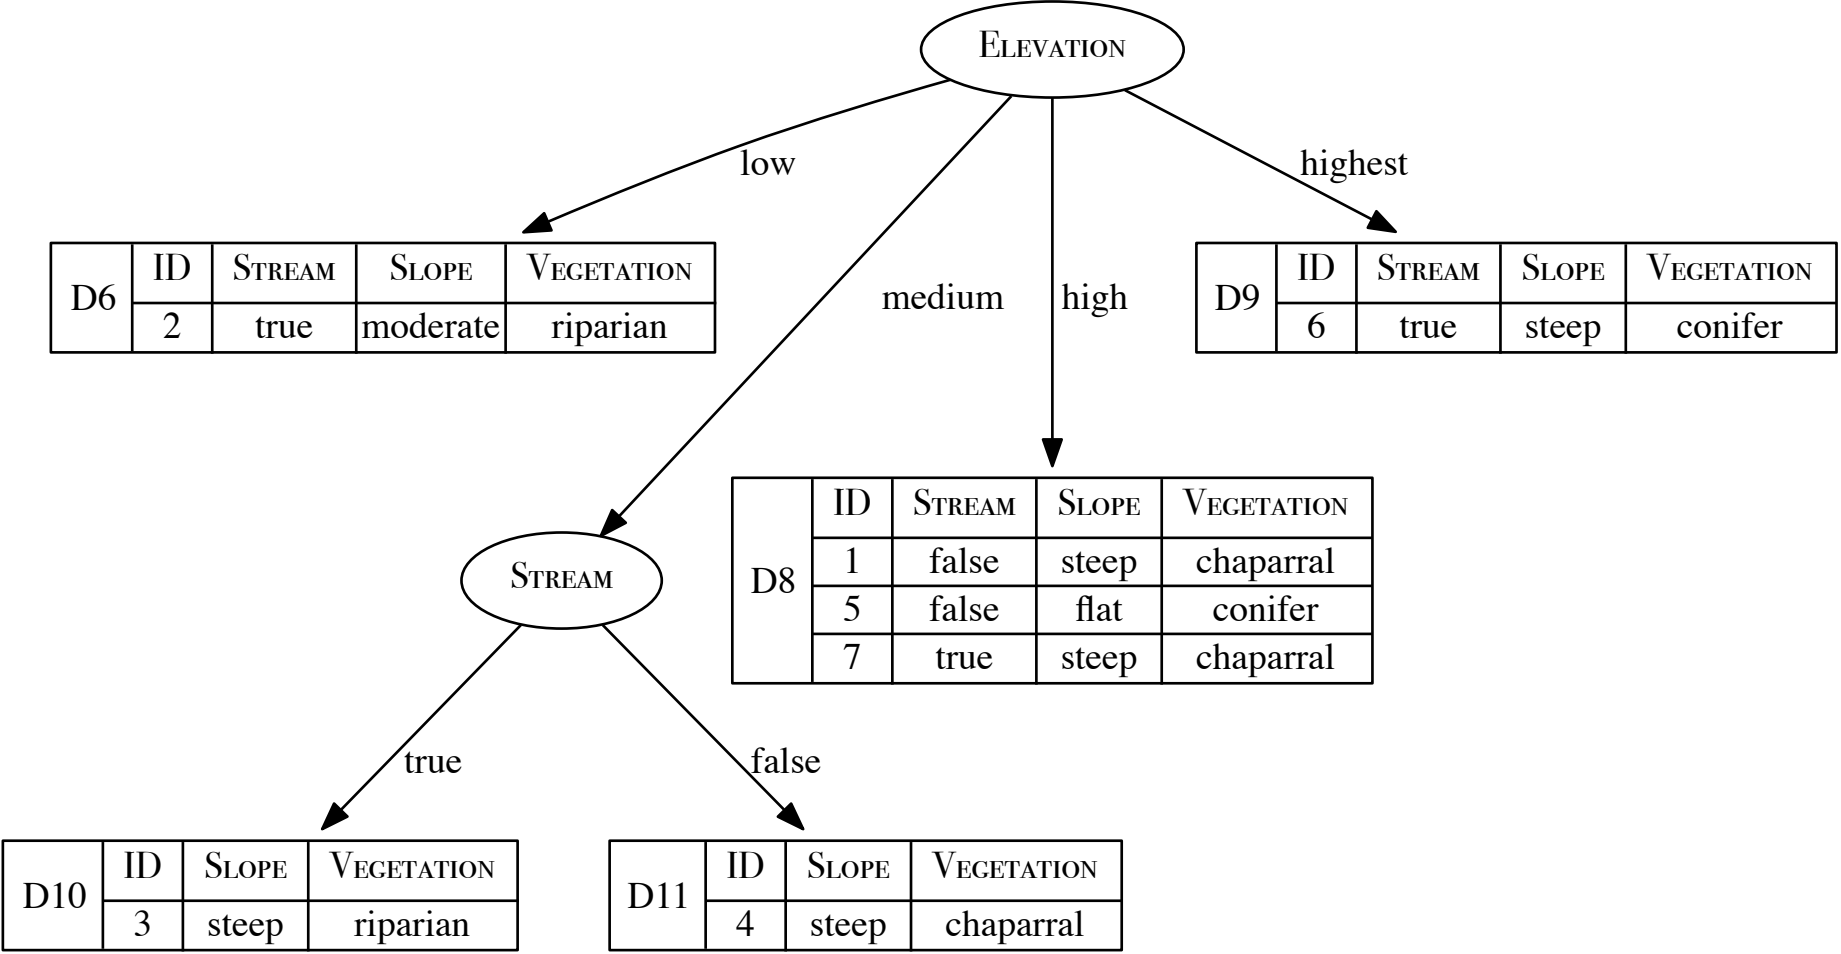 ELEVATION
low
highest
D6 ID STREAM SLOPE VEGETATION
2 true moderate riparian
medium
high
D9 ID STREAM SLOPE VEGETATION
6 true steep conifer
STREAM
D8 ID STREAM SLOPE VEGETATION
1 false steep chaparral
5 false flat conifer
7 true steep chaparral
true
false
D10 ID SLOPE VEGETATION
3 steep riparian
D11 ID SLOPE VEGETATION
4 steep chaparral